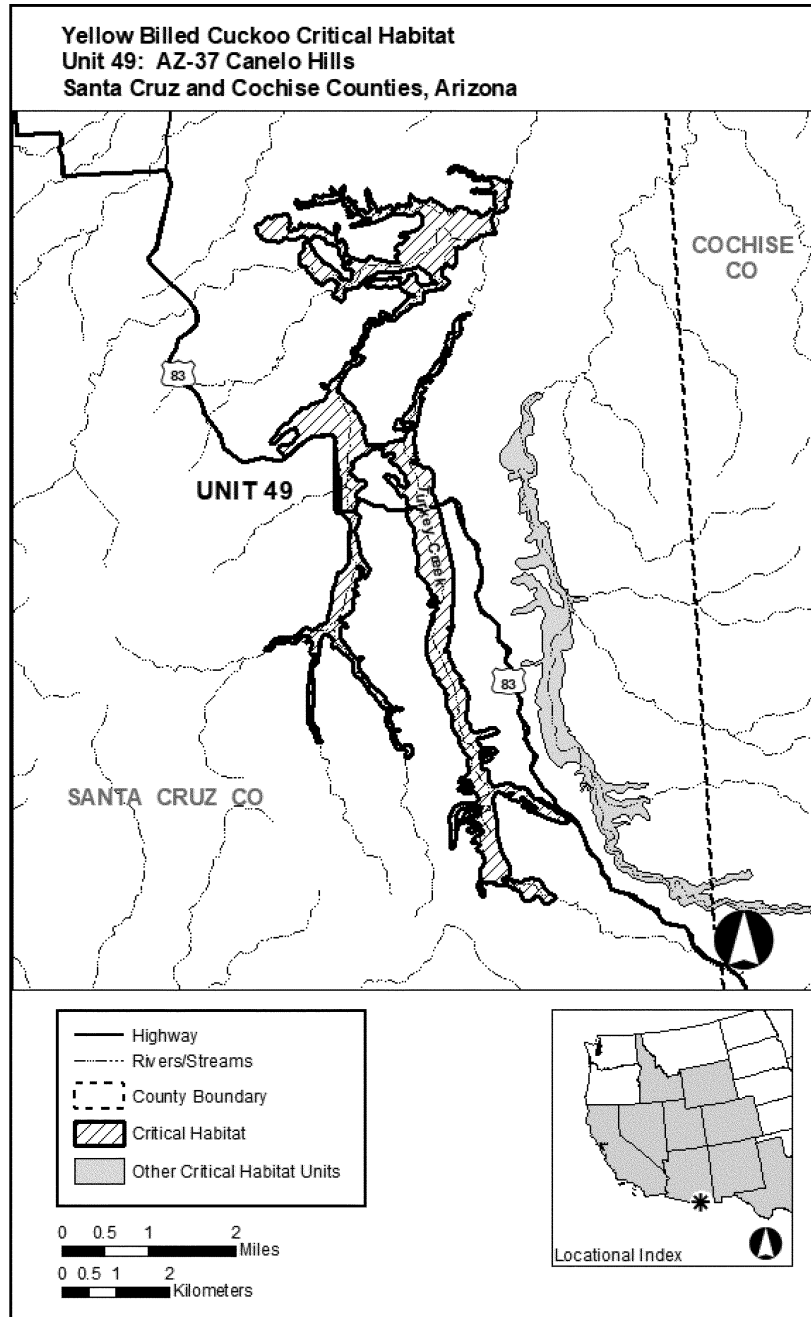 Yellow Billed Cuckoo Critical Habitat
Unit 49: AZ-37 Canelo Hills
Santa Cruz and Cochise Counties, Arizona
COCHISE
CO
83
UNIT 49
Turkey Creek
83
SANTA CRUZ CO
Highway
Rivers/Streams
County Boundary
Critical Habitat
Other Critical Habitat Units
0 0.5 1 2
Miles
0 0.5 1 2
Kilometers
Locational Index